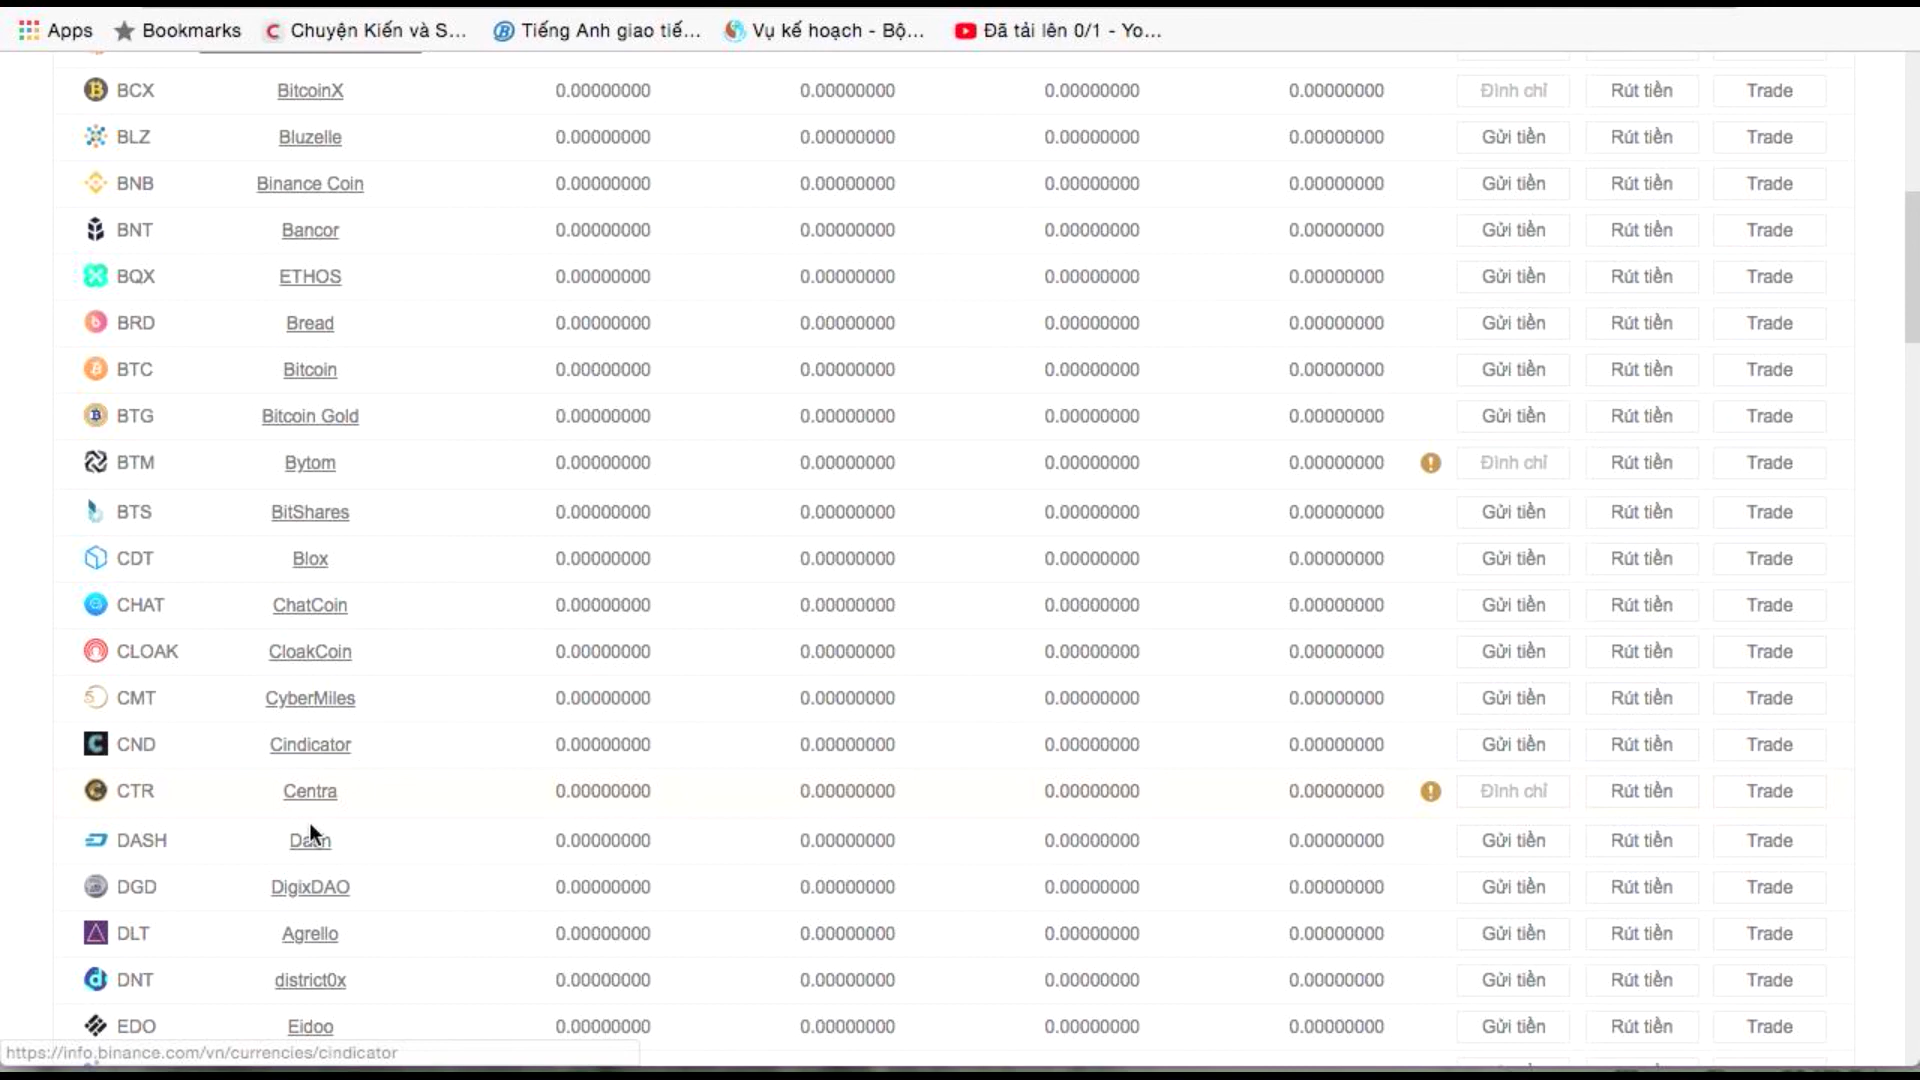 Apps Bookmarks Chuyện Kiến và S... Tiếng Anh giao tiế... Vụ kế hoạch - Bộ... Đã tải lên 0/1 - Yo...
BCX BitcoinX 0.00000000 0.00000000 0.00000000 0.00000000 Đình chỉ Rút tiền Trade
BLZ Bluzelle 0.00000000 0.00000000 0.00000000 0.00000000 Gửi tiền Rút tiền Trade
BNB Binance Coin 0.00000000 0.00000000 0.00000000 0.00000000 Gửi tiền Rút tiền Trade
BNT Bancor 0.00000000 0.00000000 0.00000000 0.00000000 Gửi tiền Rút tiền Trade
BQX ETHOS 0.00000000 0.00000000 0.00000000 0.00000000 Gửi tiền Rút tiền Trade
BRD Bread 0.00000000 0.00000000 0.00000000 0.00000000 Gửi tiền Rút tiền Trade
BTC Bitcoin 0.00000000 0.00000000 0.00000000 0.00000000 Gửi tiền Rút tiền Trade
BTG Bitcoin Gold 0.00000000 0.00000000 0.00000000 0.00000000 Gửi tiền Rút tiền Trade
BTM Bytom 0.00000000 0.00000000 0.00000000 0.00000000 Đình chỉ Rút tiền Trade
BTS BitShares 0.00000000 0.00000000 0.00000000 0.00000000 Gửi tiền Rút tiền Trade
CDT Blox 0.00000000 0.00000000 0.00000000 0.00000000 Gửi tiền Rút tiền Trade
CHAT ChatCoin 0.00000000 0.00000000 0.00000000 0.00000000 Gửi tiền Rút tiền Trade
CLOAK CloakCoin 0.00000000 0.00000000 0.00000000 0.00000000 Gửi tiền Rút tiền Trade
CMT CyberMiles 0.00000000 0.00000000 0.00000000 0.00000000 Gửi tiền Rút tiền Trade
CND Cindicator 0.00000000 0.00000000 0.00000000 0.00000000 Gửi tiền Rút tiền Trade
CTR Centra 0.00000000 0.00000000 0.00000000 0.00000000 Đình chỉ Rút tiền Trade
DASH Dash 0.00000000 0.00000000 0.00000000 0.00000000 Gửi tiền Rút tiền Trade
DGD DigixDAO 0.00000000 0.00000000 0.00000000 0.00000000 Gửi tiền Rút tiền Trade
DLT Agrello 0.00000000 0.00000000 0.00000000 0.00000000 Gửi tiền Rút tiền Trade
DNT district0x 0.00000000 0.00000000 0.00000000 0.00000000 Gửi tiền Rút tiền Trade
EDO Eidoo 0.00000000 0.00000000 0.00000000 0.00000000 Gửi tiền Rút tiền Trade
https://info.binance.com/vn/currencies/cindicator